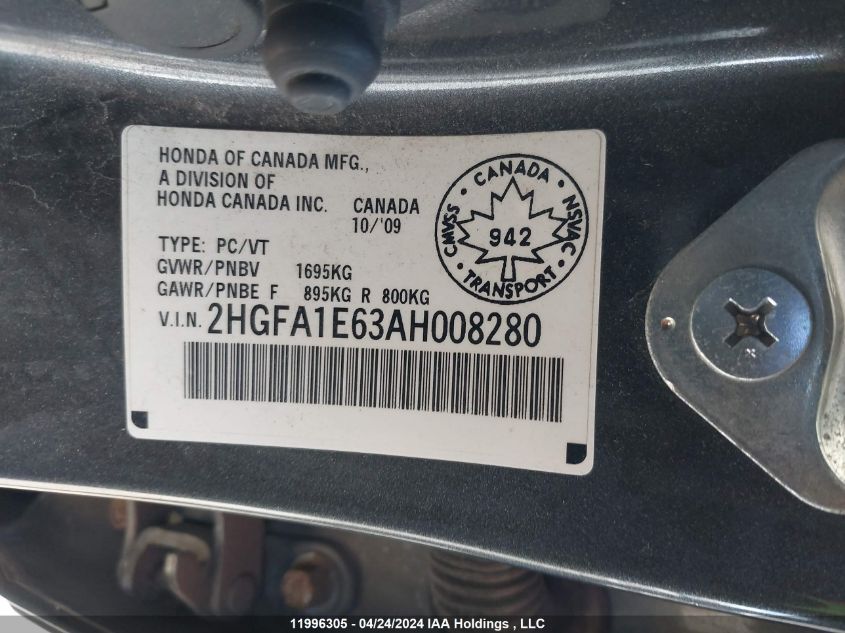 HONDA OF CANADA MFG.,
A DIVISION OF
HONDA CANADA INC. CANADA
10/'09
TYPE: PC/VT
GVWR/PNBV 1695KG
GAWR/PNBE F 895KG R 800KG
V.I.N. 2HGFA1E63AH008280
• CANADA •
CMVSS
NSVAC
942
• TRANSPORT •
11996305 - 04/24/2024 IAA Holdings , LLC